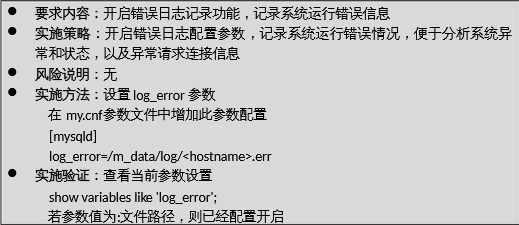 ● 要求内容：开启错误日志记录功能，记录系统运行错误信息
● 实施策略：开启错误日志配置参数，记录系统运行错误情况，便于分析系统异
常和状态，以及异常请求连接信息
● 风险说明：无
● 实施方法：设置 log_error 参数
在 my.cnf参数文件中增加此参数配置
[mysqld]
log_error=/m_data/log/<hostname>.err
● 实施验证：查看当前参数设置
show variables like 'log_error';
若参数值为:文件路径，则已经配置开启